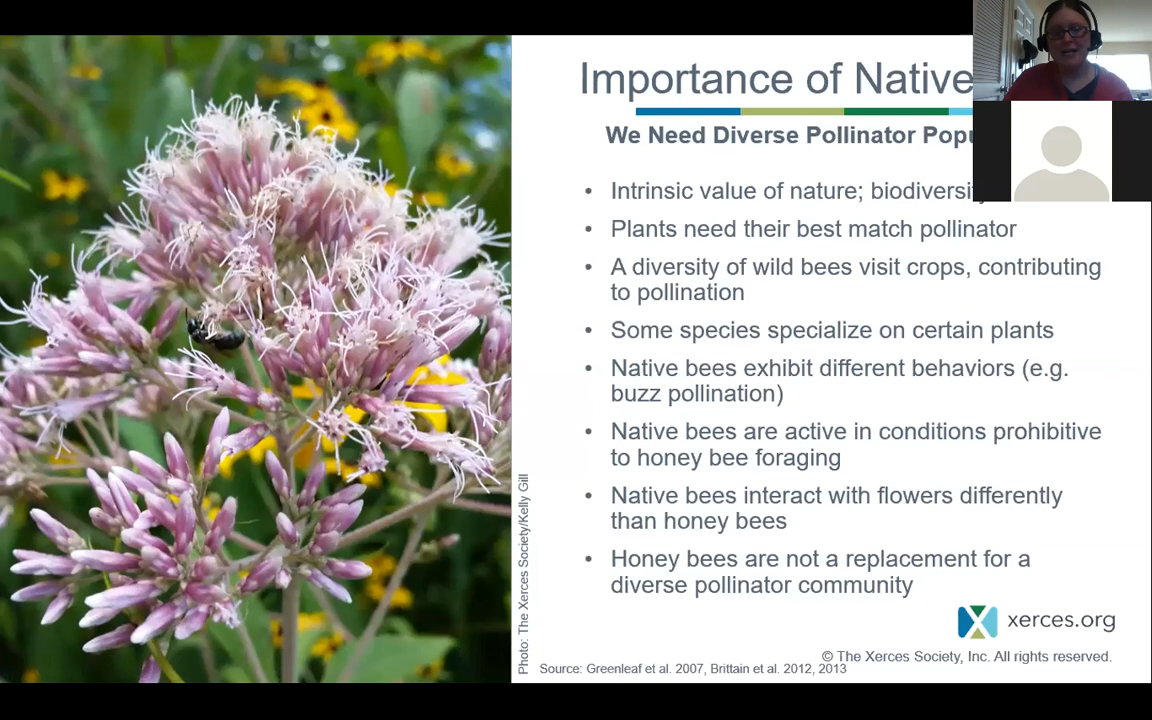 Importance of Native
We Need Diverse Pollinator
• Intrinsic value of nature;
• Plants need their best match pollinator
• A diversity of wild bees visit crops, contributing
to pollination
• Some species specialize on certain plants
• Native bees exhibit different behaviors (e.g.
buzz pollination)
• Native bees are active in conditions prohibitive
to honey bee foraging
• Native bees interact with flowers differently
than honey bees
• Honey bees are not a replacement for a
diverse pollinator community
xerces.org
© The Xerces Society, Inc. All rights reserved.
Source: Greenleaf et al. 2007, Brittain et al. 2012, 2013
Photo: The Xerces Society/Kelly Gill